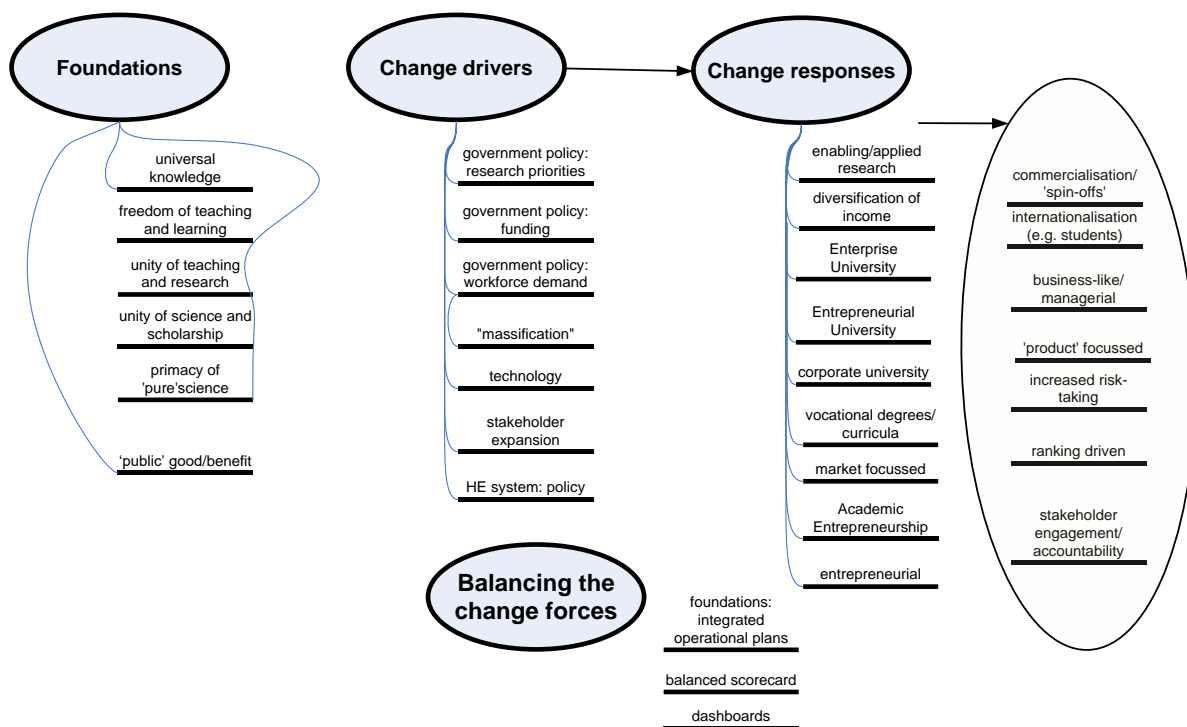 Foundations
universal
knowledge
freedom of teaching
and learning
unity of teaching
and research
unity of science and
scholarship
primacy of
'pure'science
‘public’ good/benefit
Change drivers
government policy:
research priorities
government policy:
funding
government policy:
workforce demand
"massification"
technology
stakeholder
expansion
HE system: policy
Change responses
enabling/applied
research
diversification of
income
Enterprise
University
Entrepreneurial
University
corporate university
vocational degrees/
curricula
market focussed
Academic
Entrepreneurship
entrepreneurial
commercialisation/
'spin-offs'
internationalisation
(e.g. students)
business-like/
managerial
'product' focussed
increased risk-
taking
ranking driven
stakeholder
engagement/
accountability
Balancing the
change forces
foundations:
integrated
operational plans
balanced scorecard
dashboards